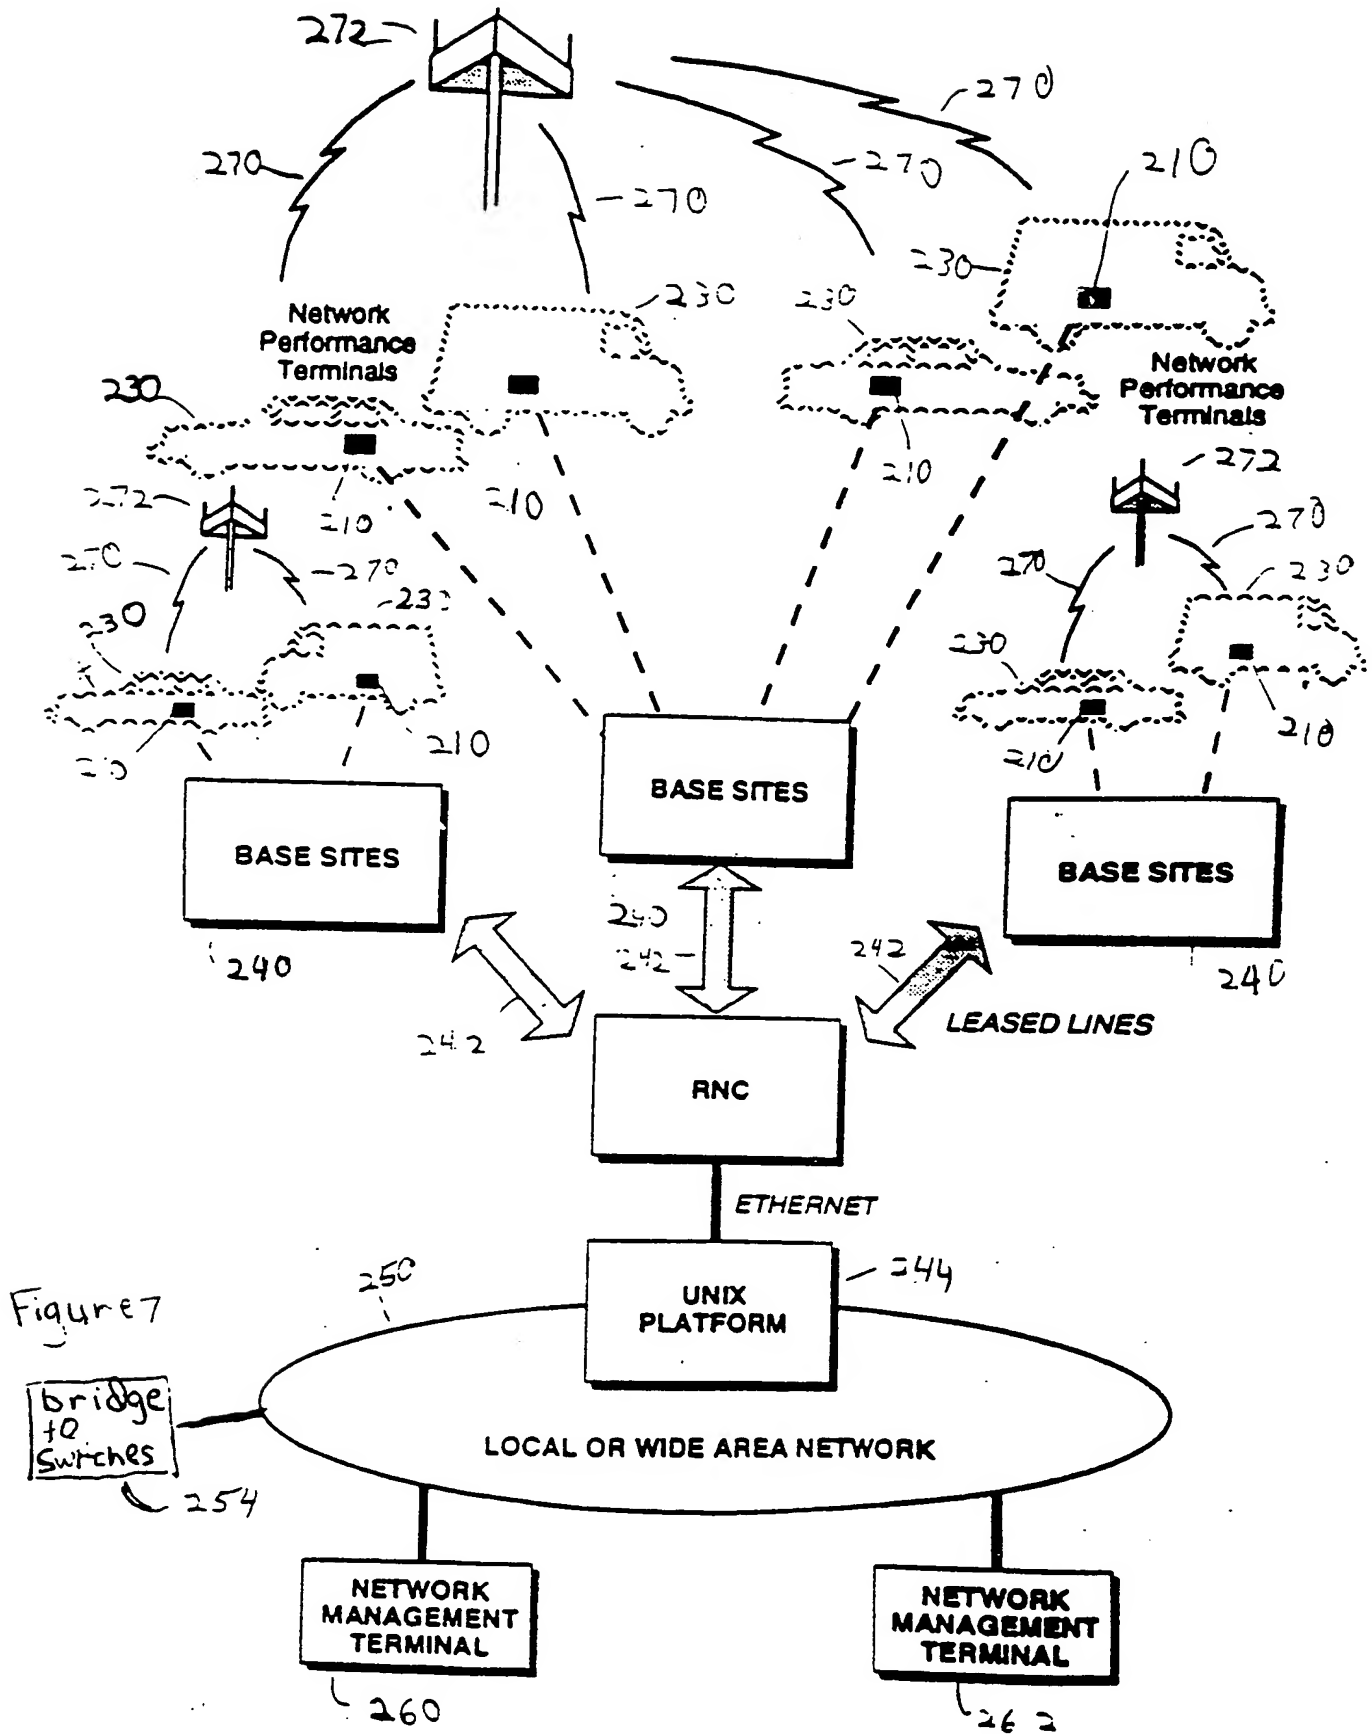 272
270
270
270
270
210
230
230
230
Network
Performance
Terminals
Network
Performance
Terminals
230
210
210
210
272
272
270
270
270
270
230
230
230
230
210
210
210
210
BASE SITES
BASE SITES
BASE SITES
240
240
240
242
242
242
LEASED LINES
RNC
ETHERNET
UNIX
PLATFORM
244
250
Figure 7
bridge
to
Switches
254
LOCAL OR WIDE AREA NETWORK
NETWORK
MANAGEMENT
TERMINAL
260
NETWORK
MANAGEMENT
TERMINAL
262